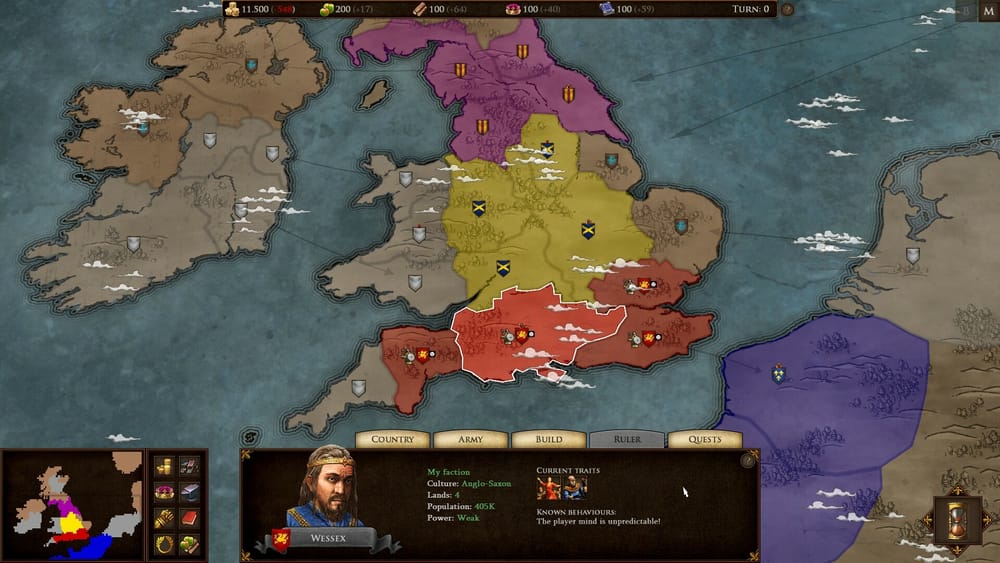 11.500 (-548) 200 (+17) 100 (+64) 100 (+40) 100 (+59) TURN: 0
M
COUNTRY ARMY BUILD RULER QUESTS
My faction
Culture: Anglo-Saxon
Lands: 4
Population: 405K
Power: Weak
CURRENT TRAITS
KNOWN BEHAVIOURS:
The player mind is unpredictable!
WESSEX